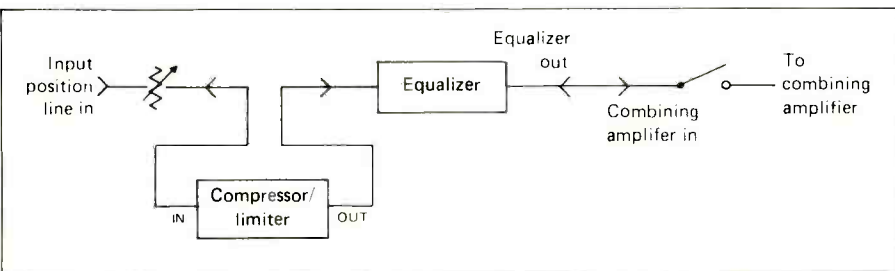 Input
position
line in
Equalizer
Equalizer
out
To
combining
amplifier
Combining
amplifer in
Compressor/
limiter
IN
OUT